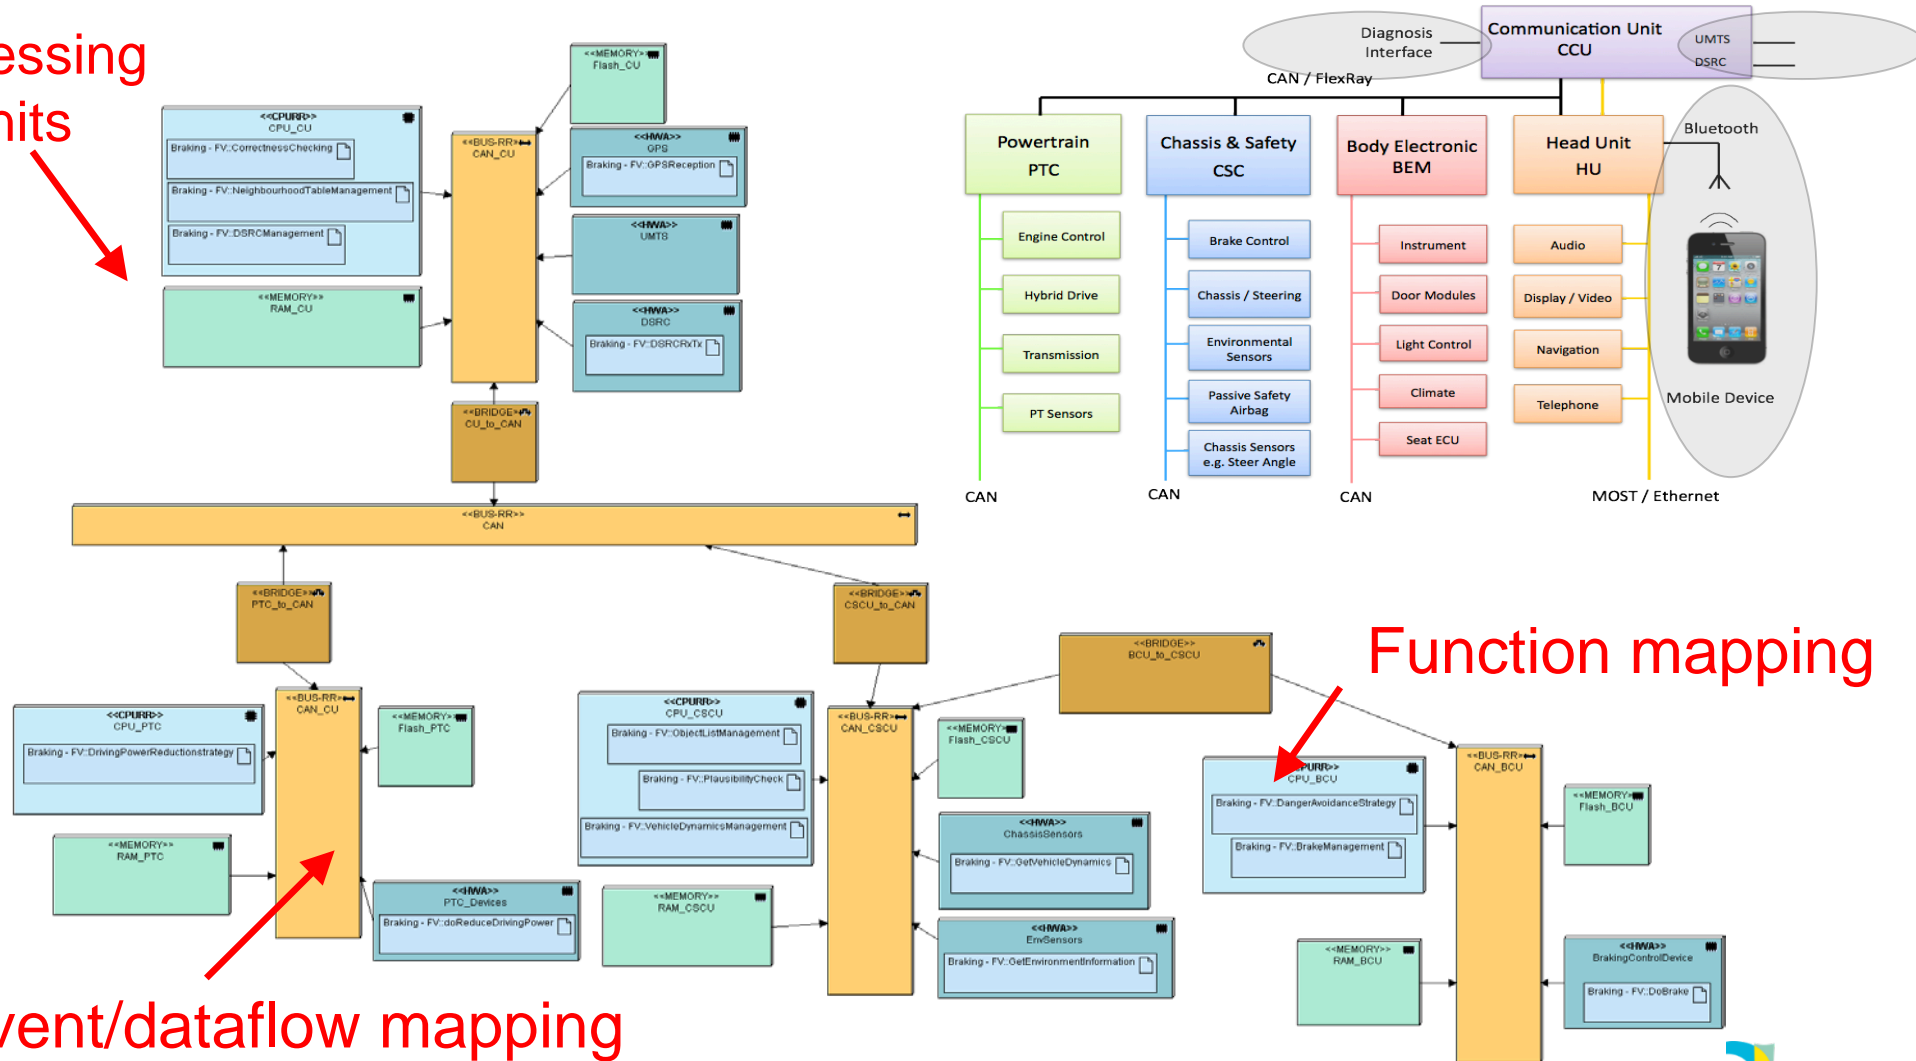 essing
nits
<<MEMORY>>
Flash_CU
<<CPURR>>
CPU_CU
Braking - FV::CorrectnessChecking
Braking - FV::NeighbourhoodTableManagement
Braking - FV::DSRCManagement
<<BUS-RR>>
CAN_CU
<<HWA>>
GPS
Braking - FV::GPSReception
<<HWA>>
UMTS
<<MEMORY>>
RAM_CU
<<HWA>>
DSRC
Braking - FV::DSRCRxTx
<<BRIDGE>>
CU_to_CAN
<<BUS-RR>>
CAN
<<BRIDGE>>
PTC_to_CAN
<<BRIDGE>>
CSCU_to_CAN
<<BRIDGE>>
BCU_to_CSCU
<<CPURR>>
CPU_PTC
Braking - FV::DrivingPowerReductionstrategy
<<BUS-RR>>
CAN_CU
<<MEMORY>>
Flash_PTC
<<MEMORY>>
RAM_PTC
<<HWA>>
PTC_Devices
Braking - FV::doReduceDrivingPower
<<CPURR>>
CPU_CSCU
Braking - FV::ObjectListManagement
Braking - FV::PlausibilityCheck
Braking - FV::VehicleDynamicsManagement
<<BUS-RR>>
CAN_CSCU
<<MEMORY>>
Flash_CSCU
<<HWA>>
ChassisSensors
Braking - FV::GetVehicleDynamics
<<MEMORY>>
RAM_CSCU
<<HWA>>
EnvSensors
Braking - FV::GetEnvironmentInformation
Function mapping
CPURR>>
CPU_BCU
Braking - FV::DangerAvoidanceStrategy
Braking - FV::BrakeManagement
<<BUS-RR>>
CAN_BCU
<<MEMORY>>
Flash_BCU
<<MEMORY>>
RAM_BCU
<<HWA>>
BrakingControlDevice
Braking - FV::DoBrake
vent/dataflow mapping
Diagnosis
Interface
Communication Unit
CCU
UMTS
DSRC
CAN / FlexRay
Powertrain
PTC
Chassis & Safety
CSC
Body Electronic
BEM
Head Unit
HU
Bluetooth
Engine Control
Hybrid Drive
Transmission
PT Sensors
CAN
Brake Control
Chassis / Steering
Environmental
Sensors
Passive Safety
Airbag
Chassis Sensors
e.g. Steer Angle
CAN
Instrument
Door Modules
Light Control
Climate
Seat ECU
CAN
Audio
Display / Video
Navigation
Telephone
MOST / Ethernet
Mobile Device